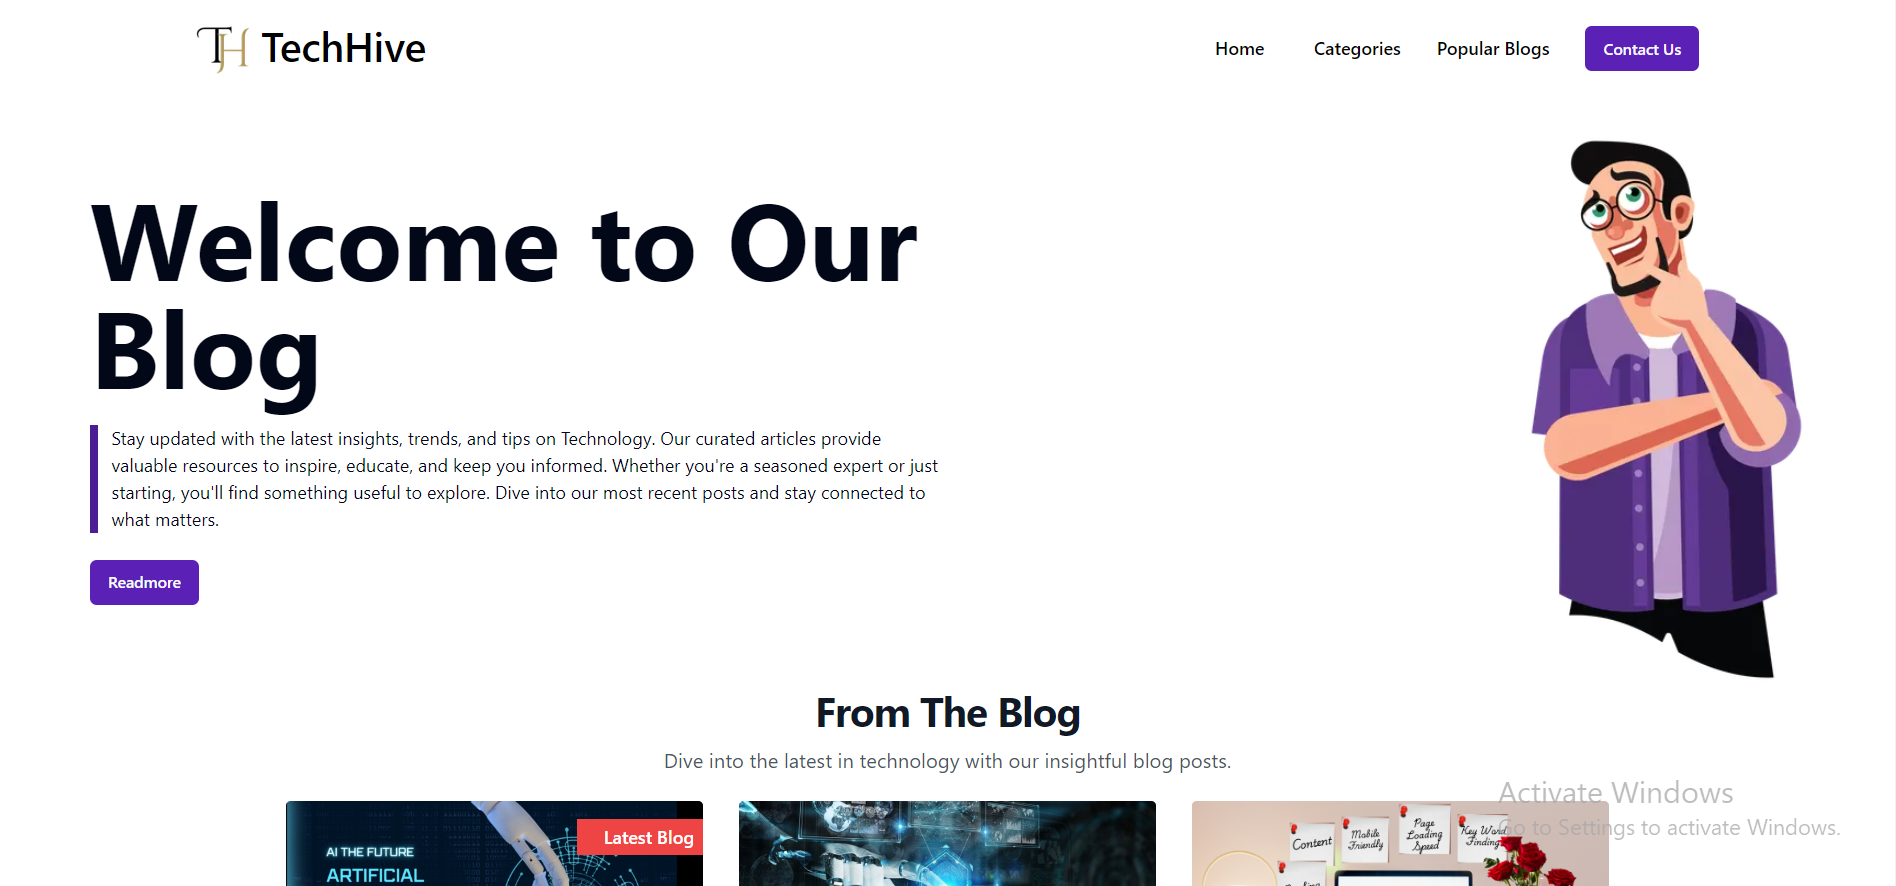 TH TechHive
Home Categories Popular Blogs Contact Us
Welcome to Our
Blog
Stay updated with the latest insights, trends, and tips on Technology. Our curated articles provide
valuable resources to inspire, educate, and keep you informed. Whether you're a seasoned expert or just
starting, you'll find something useful to explore. Dive into our most recent posts and stay connected to
what matters.
Readmore
From The Blog
Dive into the latest in technology with our insightful blog posts.
Latest Blog
AI THE FUTURE
ARTIFICIAL
Content
Mobile
Friendly
Page
Loading
Speed
Key Word
Finding
Activate Windows
Go to Settings to activate Windows.